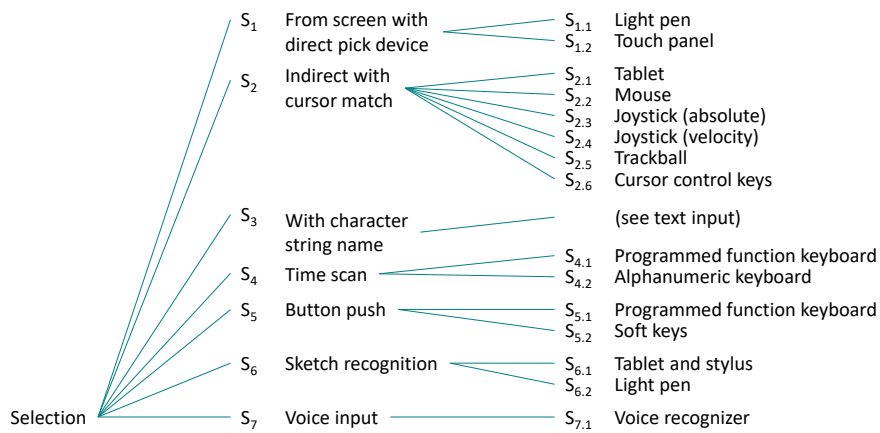 S1 From screen with direct pick device
S1.1 Light pen
S1.2 Touch panel
S2 Indirect with cursor match
S2.1 Tablet
S2.2 Mouse
S2.3 Joystick (absolute)
S2.4 Joystick (velocity)
S2.5 Trackball
S2.6 Cursor control keys
S3 With character string name
(see text input)
S4 Time scan
S4.1 Programmed function keyboard
S4.2 Alphanumeric keyboard
S5 Button push
S5.1 Programmed function keyboard
S5.2 Soft keys
S6 Sketch recognition
S6.1 Tablet and stylus
S6.2 Light pen
Selection
S7 Voice input
S7.1 Voice recognizer